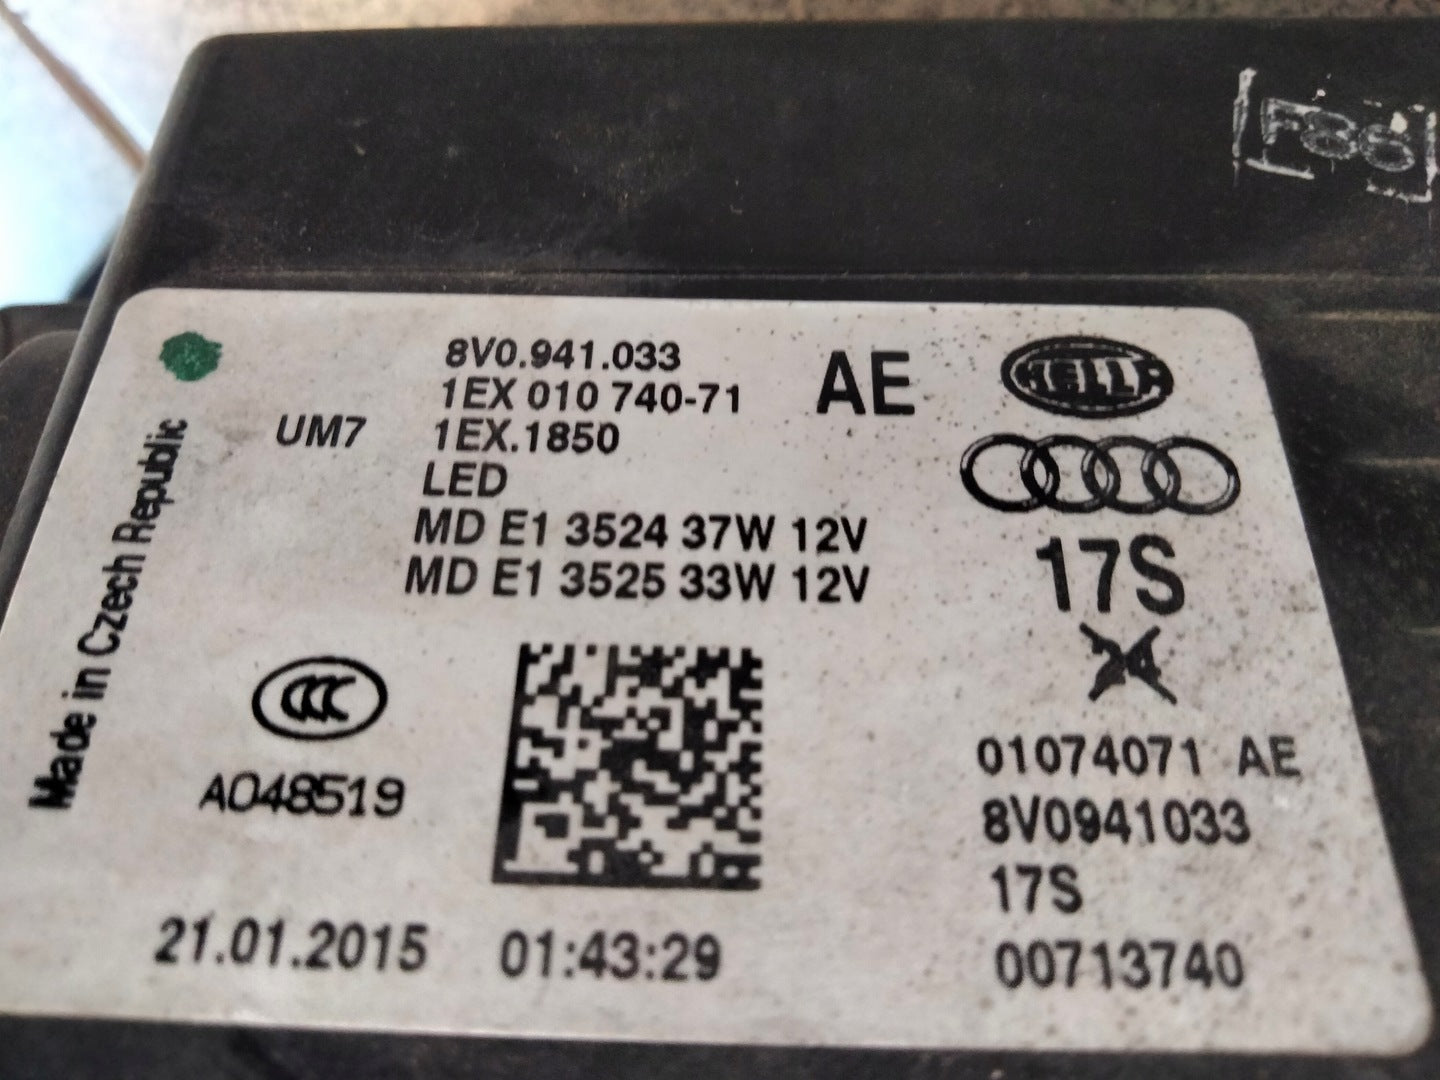 F86
8V0.941.033
1EX 010 740-71
AE
HELLA
UM7
1EX.1850
LED
MD E1 3524 37W 12V
MD E1 3525 33W 12V
17S
24
Made in Czech Republic
CCC
A048519
01074071 AE
8V0941033
17S
00713740
21.01.2015 01:43:29